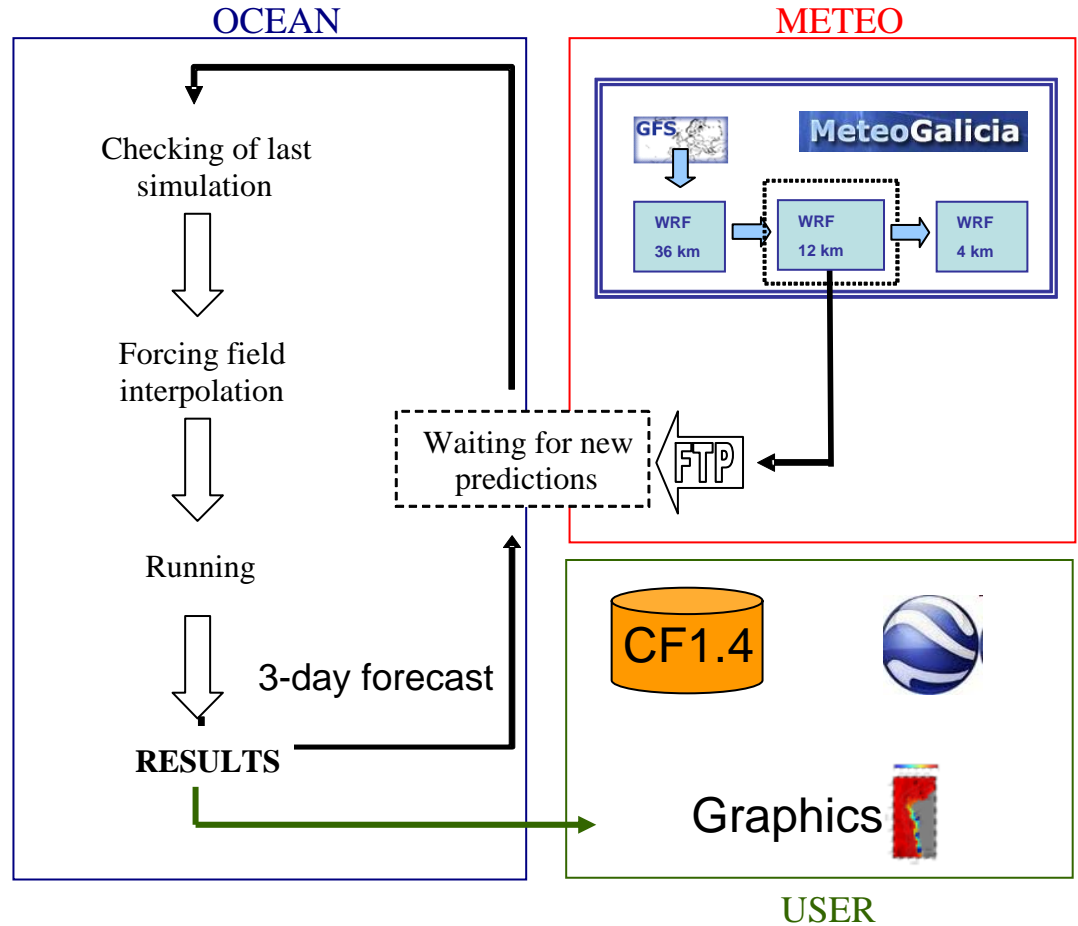 OCEAN
METEO
Checking of last
simulation
Forcing field
interpolation
Running
3-day forecast
RESULTS
GFS
MeteoGalicia
WRF
36 km
WRF
12 km
WRF
4 km
Waiting for new
predictions
FTP
CF1.4
Graphics
USER